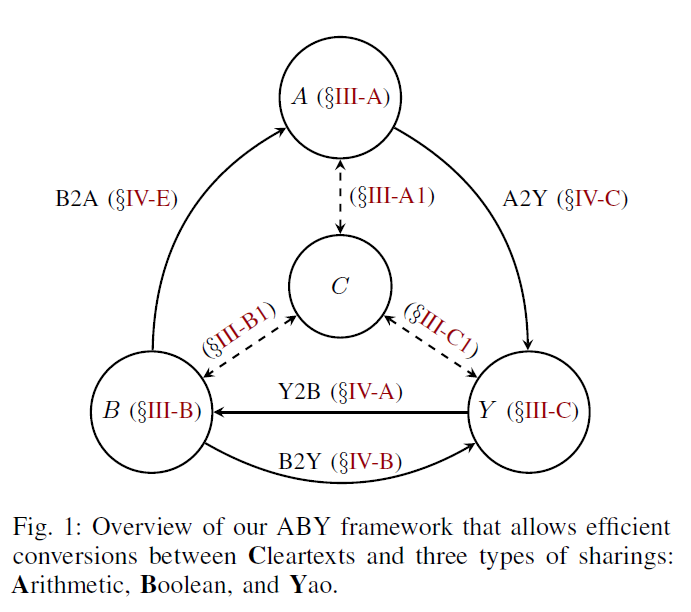 A (§III-A)
B2A (§IV-E)
(§III-A1)
A2Y (§IV-C)
C
(§III-B1)
(§III-C1)
B (§III-B)
Y2B (§IV-A)
Y (§III-C)
B2Y (§IV-B)
Fig. 1: Overview of our ABY framework that allows efficient
conversions between Cleartexts and three types of sharings:
Arithmetic, Boolean, and Yao.